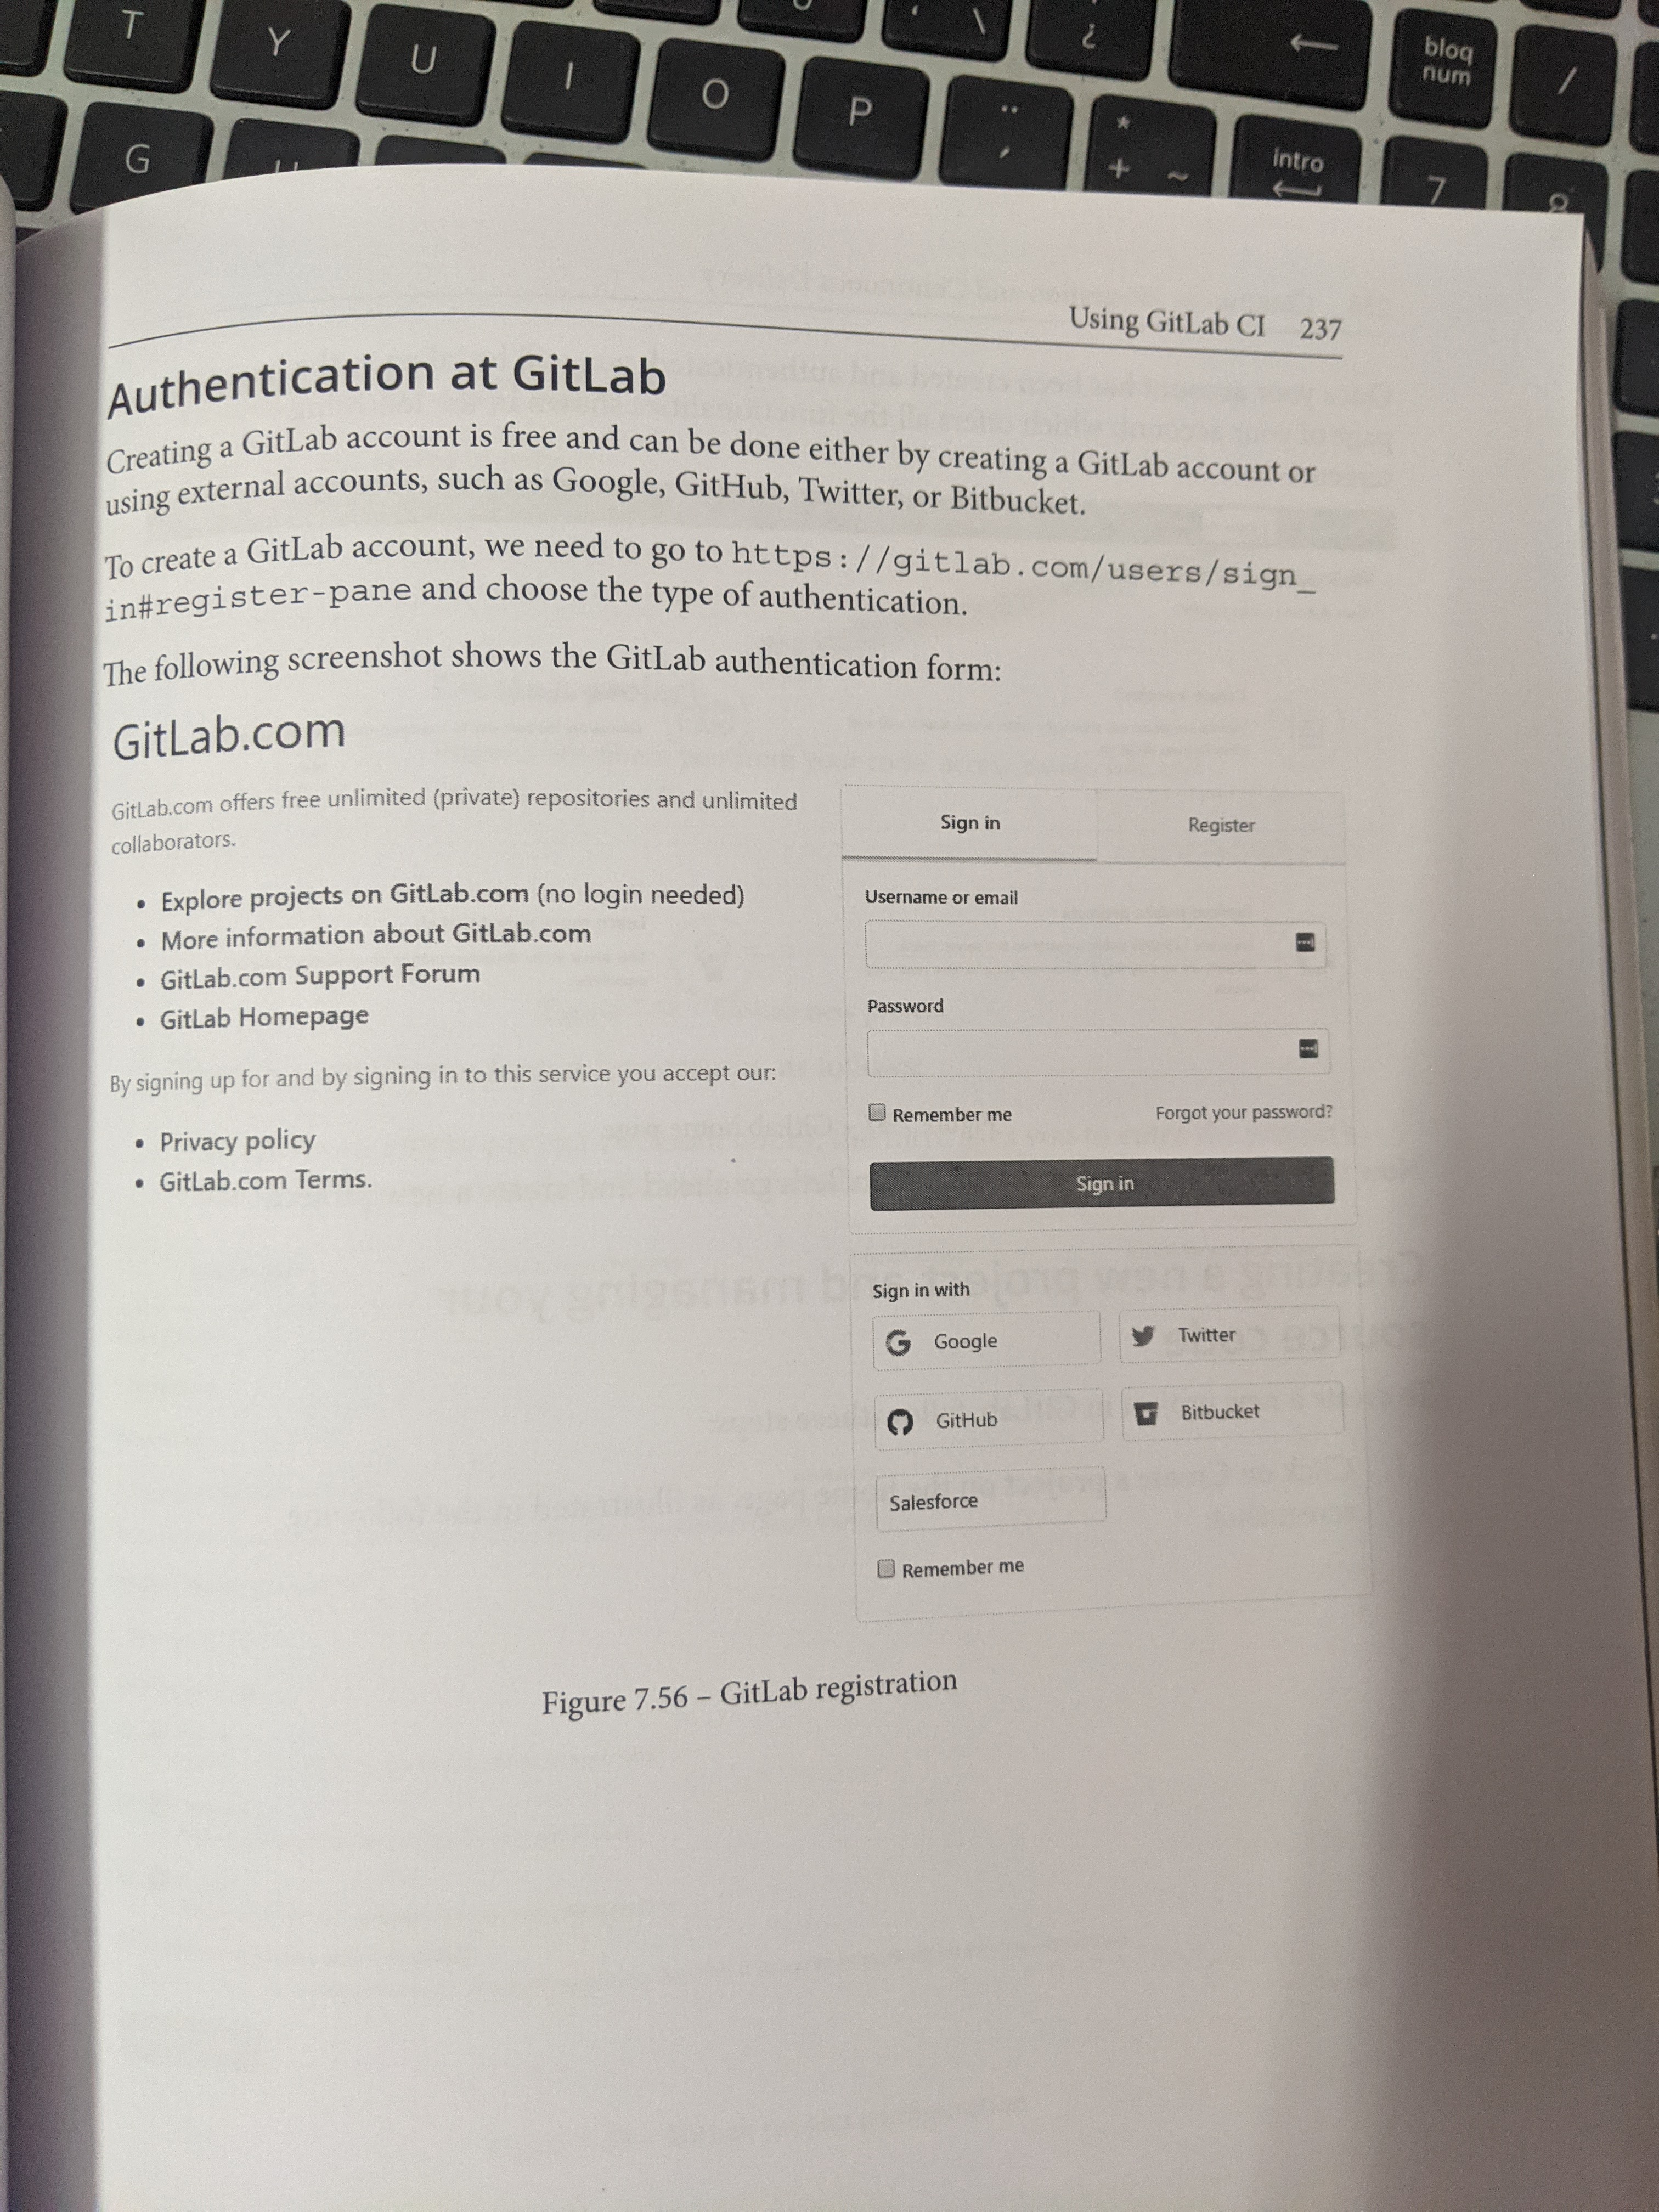 T Y U I O P bloq
num /
G intro 7
Using GitLab CI 237
Authentication at GitLab
Creating a GitLab account is free and can be done either by creating a GitLab account or
using external accounts, such as Google, GitHub, Twitter, or Bitbucket.
To create a GitLab account, we need to go to https://gitlab.com/users/sign_
in#register-pane and choose the type of authentication.
The following screenshot shows the GitLab authentication form:
GitLab.com
GitLab.com offers free unlimited (private) repositories and unlimited
collaborators.
• Explore projects on GitLab.com (no login needed)
• More information about GitLab.com
• GitLab.com Support Forum
• GitLab Homepage
By signing up for and by signing in to this service you accept our:
• Privacy policy
• GitLab.com Terms.
Sign in Register
Username or email
Password
Remember me Forgot your password?
Sign in
Sign in with
Google Twitter
GitHub Bitbucket
Salesforce
Remember me
Figure 7.56 – GitLab registration